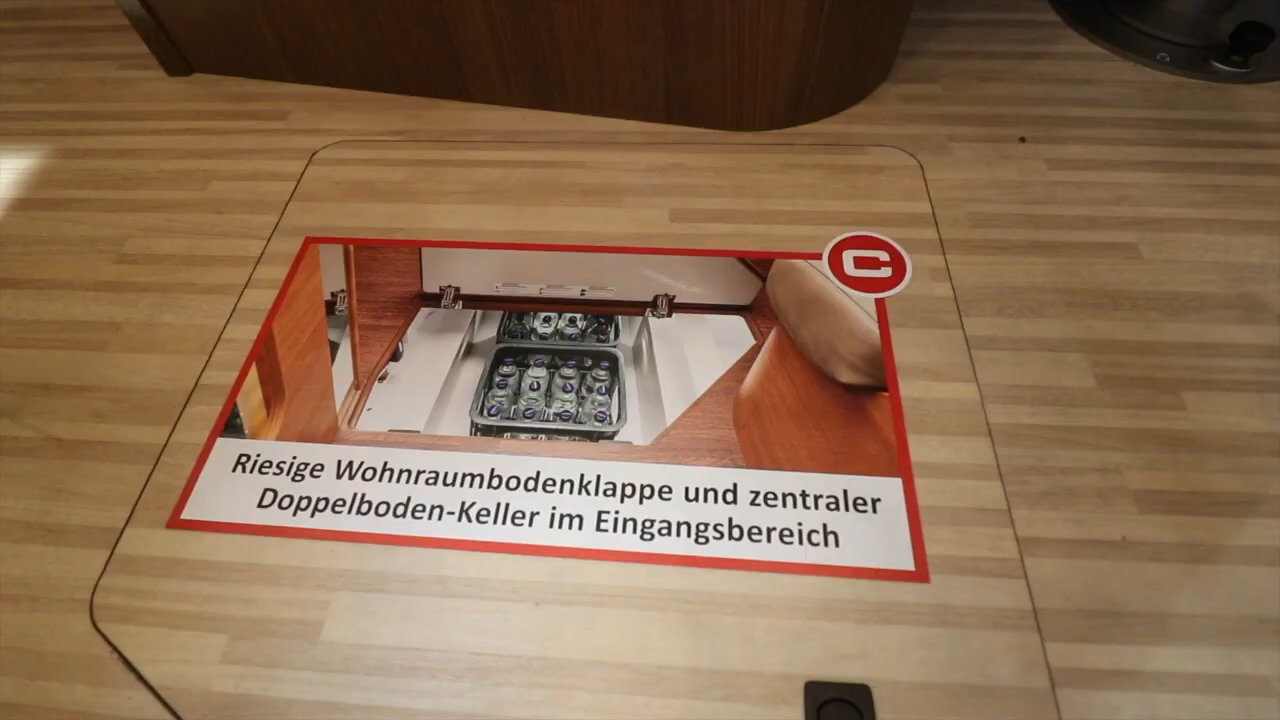 C
Riesige Wohnraumbodenklappe und zentraler
Doppelboden-Keller im Eingangsbereich